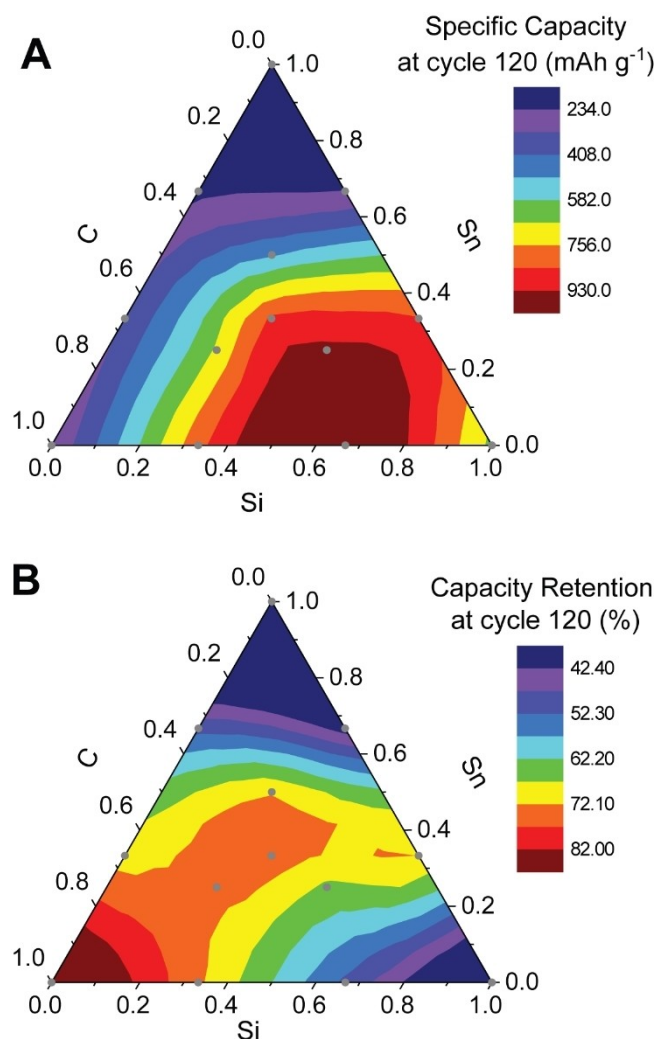 A
Specific Capacity
at cycle 120 (mAh g⁻¹)
0.0
1.0
0.2
0.8
0.4
0.6
C
Sn
0.6
0.4
0.8
0.2
1.0
0.0
0.0 0.2 0.4 0.6 0.8 1.0
Si
234.0
408.0
582.0
756.0
930.0
B
Capacity Retention
at cycle 120 (%)
0.0
1.0
0.2
0.8
0.4
0.6
C
Sn
0.6
0.4
0.8
0.2
1.0
0.0
0.0 0.2 0.4 0.6 0.8 1.0
Si
42.40
52.30
62.20
72.10
82.00